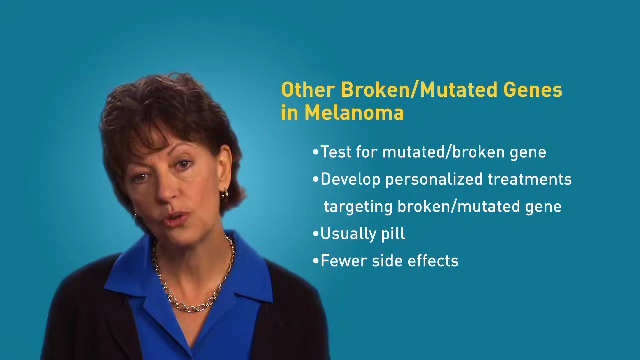 Other Broken/Mutated Genes
in Melanoma
•Test for mutated/broken gene
•Develop personalized treatments
targeting broken/mutated gene
•Usually pill
•Fewer side effects